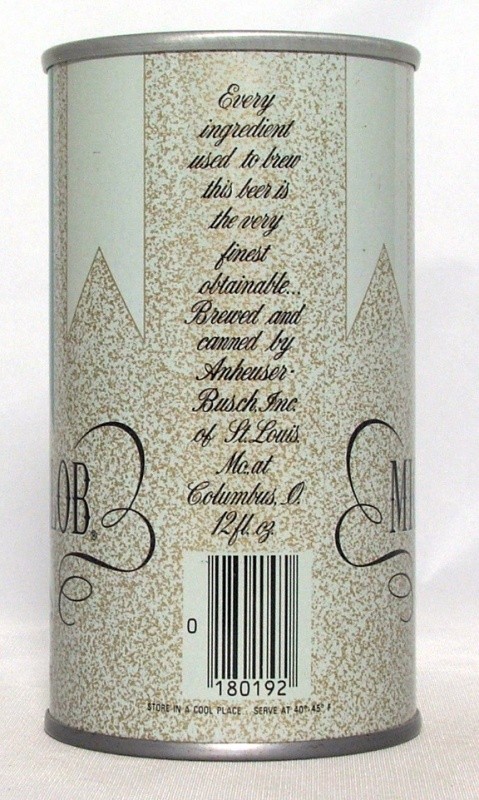 Every
ingredient
used to brew
this beer is
the very
finest
obtainable...
Brewed and
canned by
Anheuser-
Busch, Inc.
of St. Louis,
Mo. at
Columbus, O.
12 fl. oz.
OB®
M
0
180192
STORE IN A COOL PLACE. SERVE AT 40°-45° F